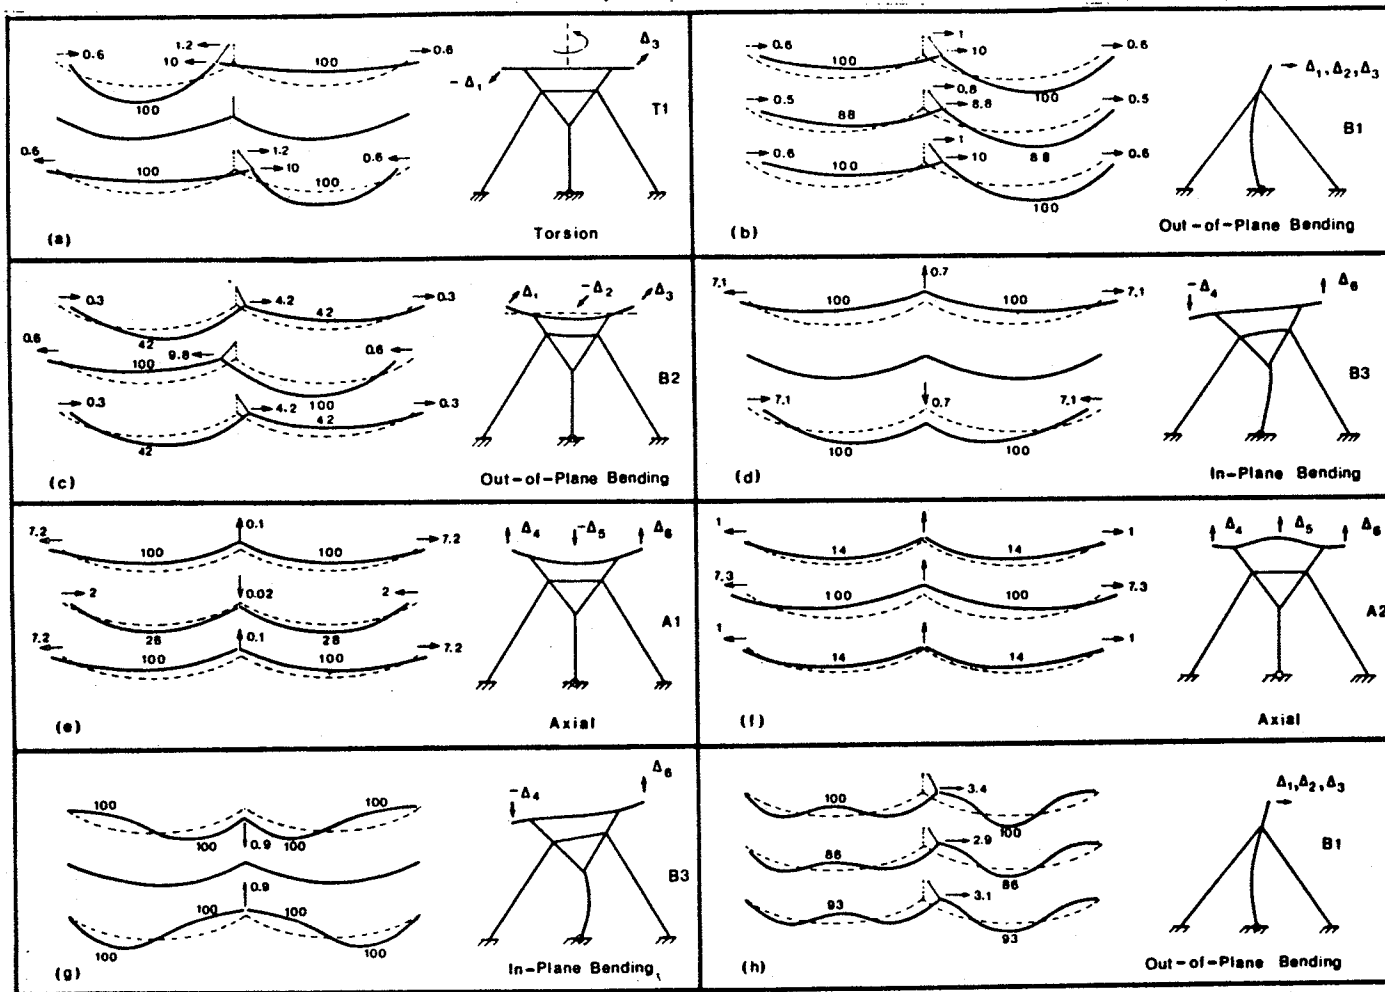 0.6 1.2 10 0.6 Δ3
100 100 -Δ1
T1
0.6 1.2 10 0.6
100 100
(a) Torsion
0.6 1 10 0.6
100 100 Δ1, Δ2, Δ3
0.5 0.8 8.8 0.5
88 88 B1
0.6 1 10 0.6
100 100
(b) Out-of-Plane Bending
0.3 4.2 0.3 Δ1 -Δ2 Δ3
42 42
0.6 9.8 0.6
100 100 B2
0.3 4.2 0.3
42 42
(c) Out-of-Plane Bending
7.1 0.7 7.1 -Δ4 Δ6
100 100
B3
7.1 0.7 7.1
100 100
(d) In-Plane Bending
7.2 0.1 7.2 Δ4 -Δ5 Δ6
100 100
2 0.02 2
28 28 A1
7.2 0.1 7.2
100 100
(e) Axial
1 1 Δ4 Δ5 Δ6
14 14
7.3 7.3
100 100 A2
1 1
14 14
(f) Axial
100 100 -Δ4 Δ6
100 0.9 100
B3
0.9
100 100
100 100
(g) In-Plane Bending
100 3.4 Δ1, Δ2, Δ3
100
86 2.9 B1
86
93 3.1
93
(h) Out-of-Plane Bending